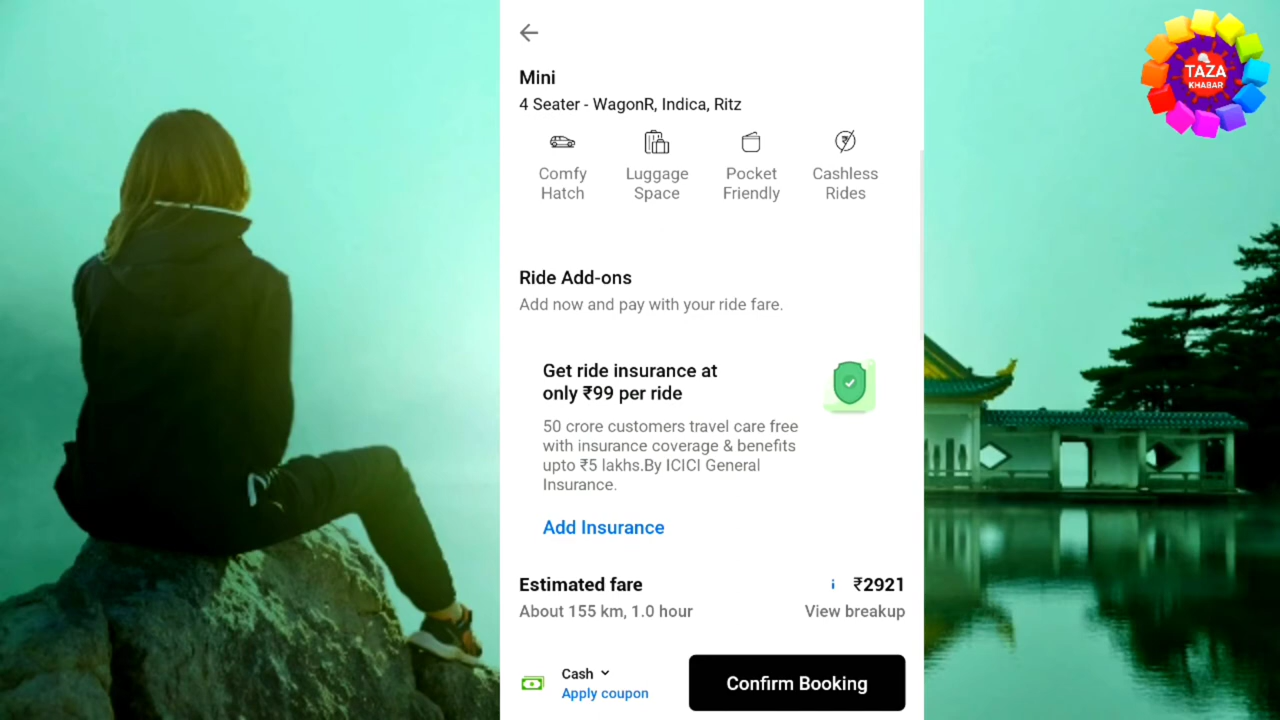 TAZA
KHABAR
Mini
4 Seater - WagonR, Indica, Ritz
Comfy
Hatch
Luggage
Space
Pocket
Friendly
Cashless
Rides
Ride Add-ons
Add now and pay with your ride fare.
Get ride insurance at
only ₹99 per ride
50 crore customers travel care free
with insurance coverage & benefits
upto ₹5 lakhs.By ICICI General
Insurance.
Add Insurance
Estimated fare
₹2921
About 155 km, 1.0 hour
View breakup
Cash
Apply coupon
Confirm Booking